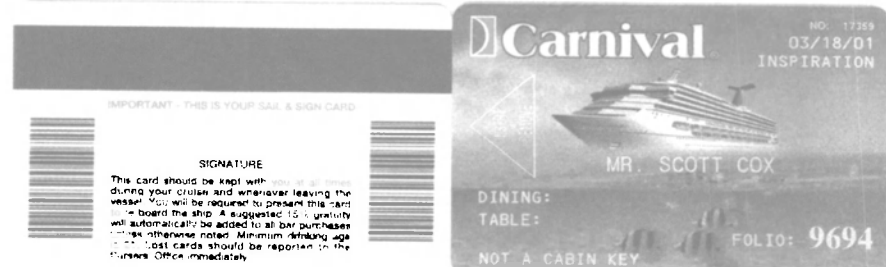 IMPORTANT - THIS IS YOUR SAIL & SIGN CARD
SIGNATURE
This card should be kept with you at all times
during your cruise and whenever leaving the
vessel. You will be required to present this card
board the ship. A suggested 15% gratuity
will automatically be added to all bar purchases
unless otherwise noted. Minimum drinking age
Lost cards should be reported to the
Pursers Office immediately.
Carnival
NO. 17359
03/18/01
INSPIRATION
MR. SCOTT COX
DINING:
TABLE:
FOLIO: 9694
NOT A CABIN KEY